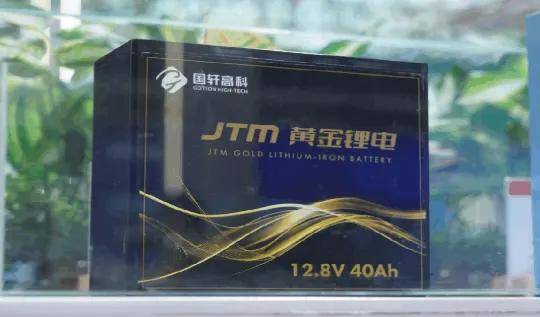 国轩高科
GOTION HIGH-TECH
JTM 黄金锂电
JTM GOLD LITHIUM-IRON BATTERY
12.8V 40Ah